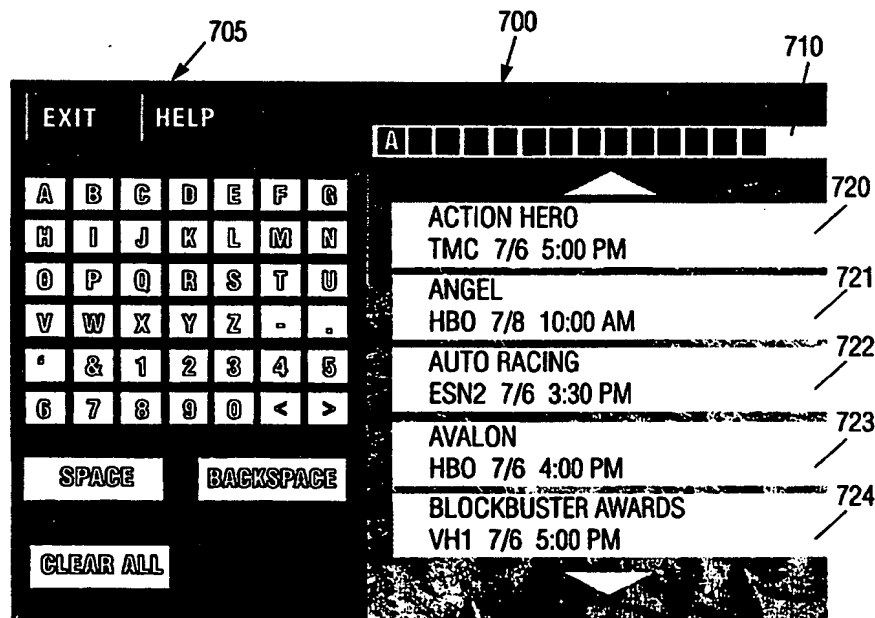 705
700
710
EXIT HELP
A
A B C D E F G
H I J K L M N
O P Q R S T U
V W X Y Z - .
' & 1 2 3 4 5
6 7 8 9 0 < >
SPACE BACKSPACE
CLEAR ALL
720
ACTION HERO
TMC 7/6 5:00 PM
721
ANGEL
HBO 7/8 10:00 AM
722
AUTO RACING
ESN2 7/6 3:30 PM
723
AVALON
HBO 7/6 4:00 PM
724
BLOCKBUSTER AWARDS
VH1 7/6 5:00 PM